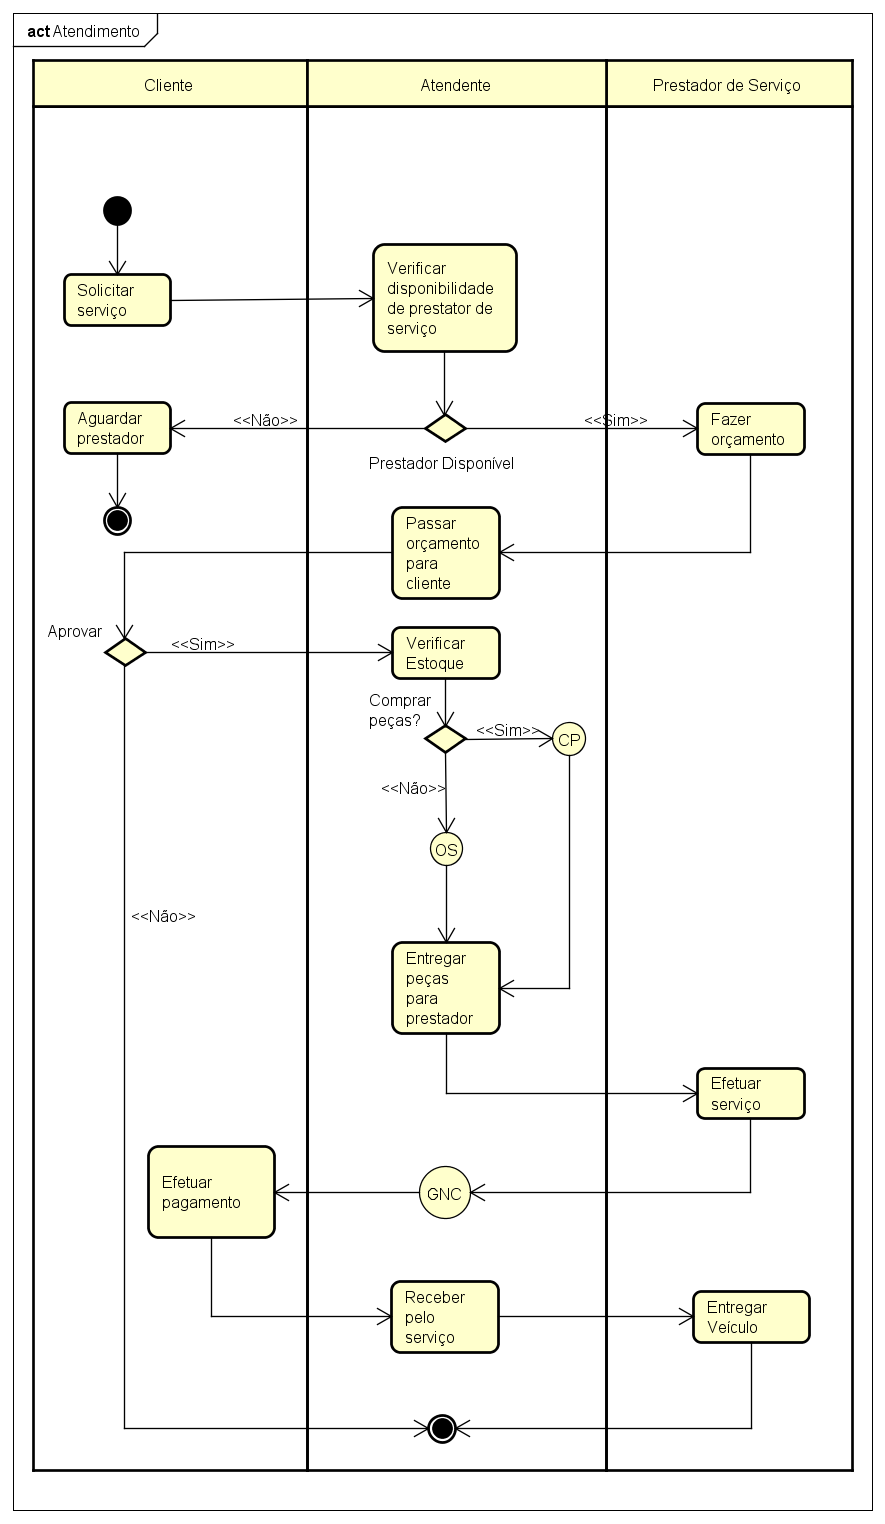 act Atendimento
Cliente
Atendente
Prestador de Serviço
Solicitar
serviço
Verificar
disponibilidade
de prestator de
serviço
Aguardar
prestador
<<Não>>
<<Sim>>
Fazer
orçamento
Prestador Disponível
Passar
orçamento
para
cliente
Aprovar
<<Sim>>
Verificar
Estoque
Comprar
peças?
<<Sim>>
CP
<<Não>>
OS
<<Não>>
Entregar
peças
para
prestador
Efetuar
serviço
Efetuar
pagamento
GNC
Receber
pelo
serviço
Entregar
Veículo